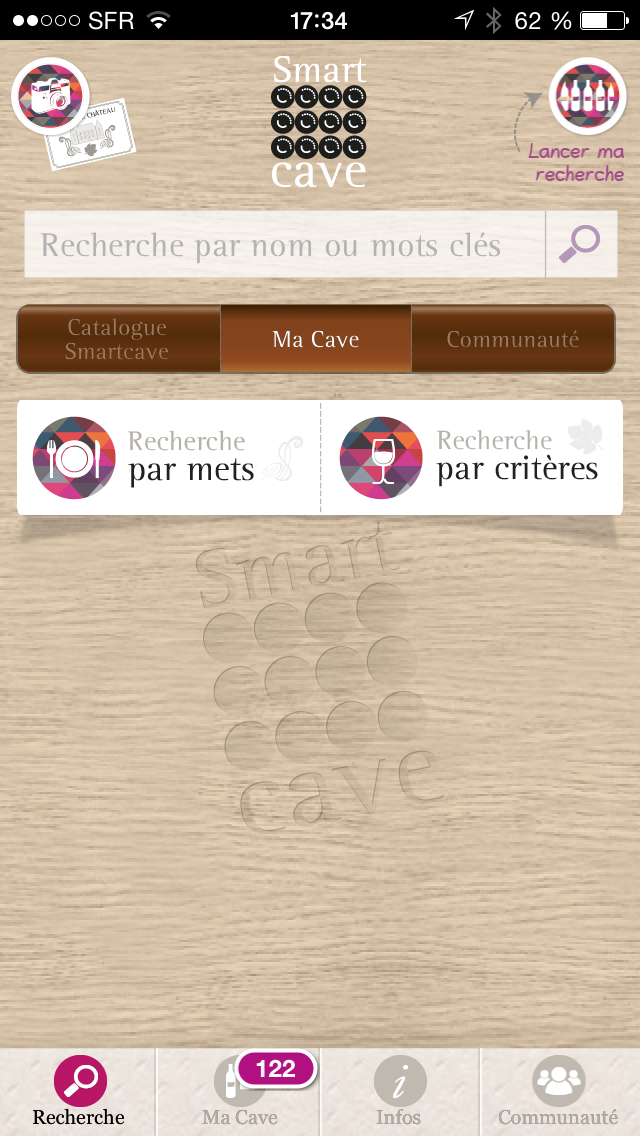 SFR 17:34 62 %
Smart
cave
CHÂTEAU
Lancer ma
recherche
Recherche par nom ou mots clés
Catalogue
Smartcave
Ma Cave
Communauté
Recherche
par mets
Recherche
par critères
Smart
cave
122
Recherche
Ma Cave
Infos
Communauté